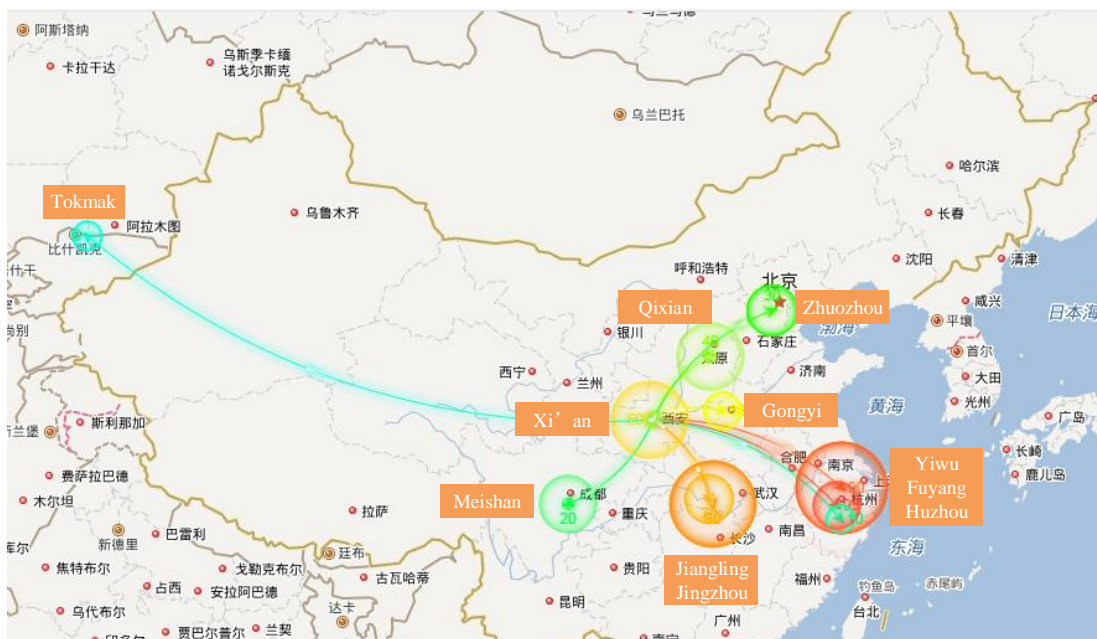 阿斯塔纳
卡拉干达
乌斯季卡缅
诺戈尔斯克
乌兰巴托
哈尔滨
长春
Tokmak
阿拉木图
乌鲁木齐
比什凯克
沈阳
清津
呼和浩特
北京
30
Qixian
Zhuozhou
渤海
咸兴
平壤
日本海
银川
太原
石家庄
首尔
西宁
兰州
济南
大田
Xi’ an
西安
Gongyi
黄海
光州
广岛
斯利那加
长崎
鹿儿岛
合肥
南京
费萨拉巴德
木尔坦
Meishan
成都
20
重庆
武汉
杭州
Yiwu
Fuyang
Huzhou
拉萨
新德里
巴雷利
长沙
南昌
东海
焦特布尔
戈勒克布尔
廷布
占西
安拉阿巴德
古瓦哈蒂
贵阳
Jiangling
Jingzhou
福州
钓鱼岛
赤尾屿
乌代布尔
达卡
昆明
台北
贾巴尔普尔
兰契
广州
南宁